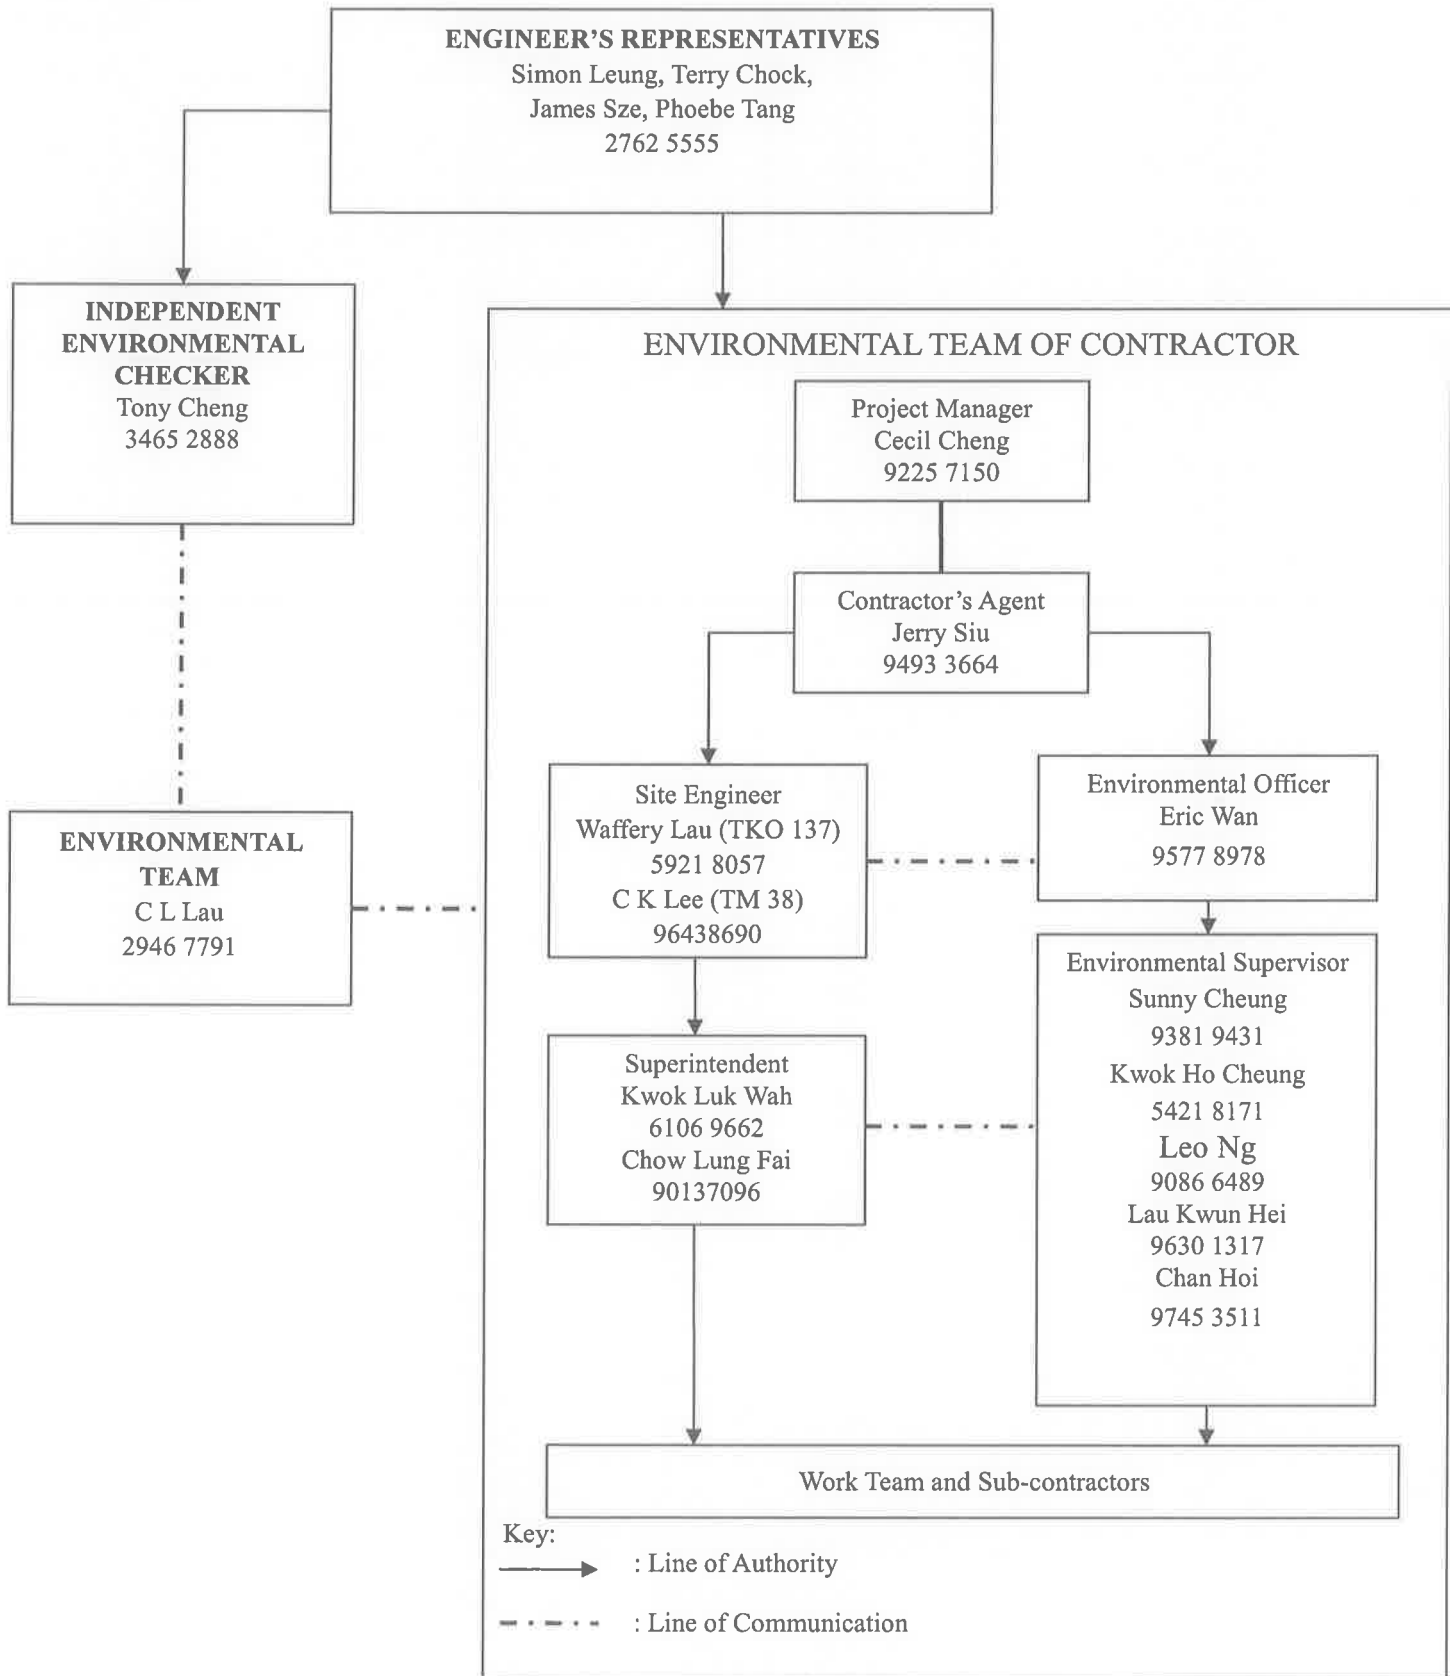 ENGINEER'S REPRESENTATIVES
Simon Leung, Terry Chock,
James Sze, Phoebe Tang
2762 5555
INDEPENDENT
ENVIRONMENTAL
CHECKER
Tony Cheng
3465 2888
ENVIRONMENTAL
TEAM
C L Lau
2946 7791
ENVIRONMENTAL TEAM OF CONTRACTOR
Project Manager
Cecil Cheng
9225 7150
Contractor's Agent
Jerry Siu
9493 3664
Site Engineer
Waffery Lau (TKO 137)
5921 8057
C K Lee (TM 38)
96438690
Environmental Officer
Eric Wan
9577 8978
Superintendent
Kwok Luk Wah
6106 9662
Chow Lung Fai
90137096
Environmental Supervisor
Sunny Cheung
9381 9431
Kwok Ho Cheung
5421 8171
Leo Ng
9086 6489
Lau Kwun Hei
9630 1317
Chan Hoi
9745 3511
Work Team and Sub-contractors
Key:
: Line of Authority
: Line of Communication